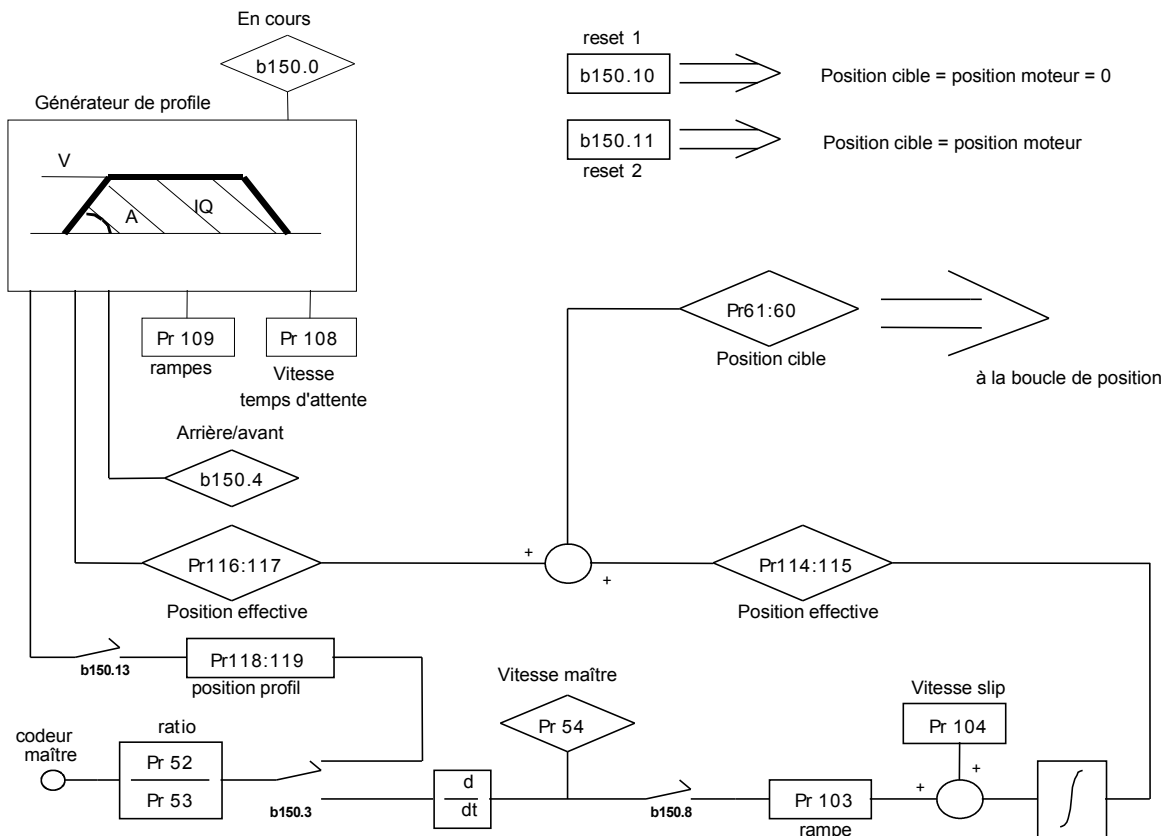 En cours
b150.0
Générateur de profile
V
A
IQ
Pr 109
rampes
Pr 108
Vitesse
temps d'attente
Arrière/avant
b150.4
reset 1
b150.10
Position cible = position moteur = 0
b150.11
reset 2
Position cible = position moteur
Pr61:60
Position cible
à la boucle de position
Pr116:117
Position effective
+
+
Pr114:115
Position effective
b150.13
Pr118:119
position profil
codeur
maître
ratio
Pr 52
Pr 53
b150.3
d
dt
Vitesse maître
Pr 54
b150.8
Pr 103
rampe
Vitesse slip
Pr 104
+
+